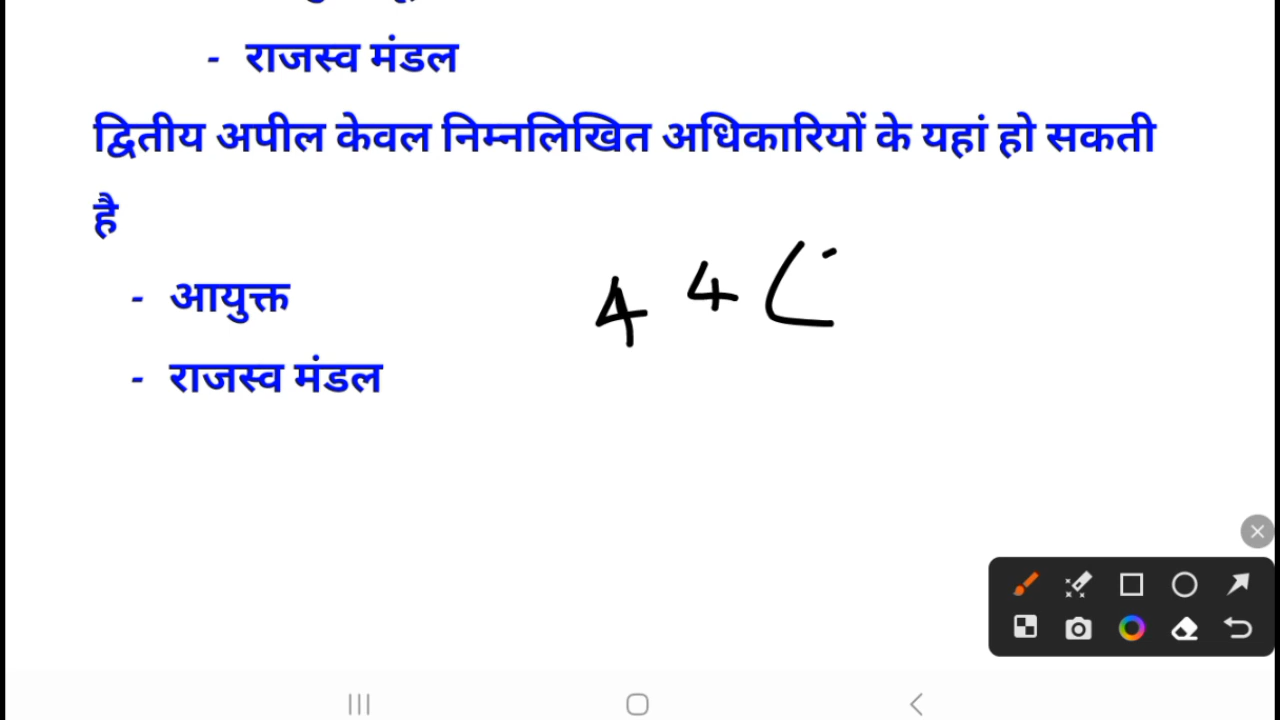 - राजस्व मंडल
द्वितीय अपील केवल निम्नलिखित अधिकारियों के यहां हो सकती
है
- आयुक्त
- राजस्व मंडल
4 4 (